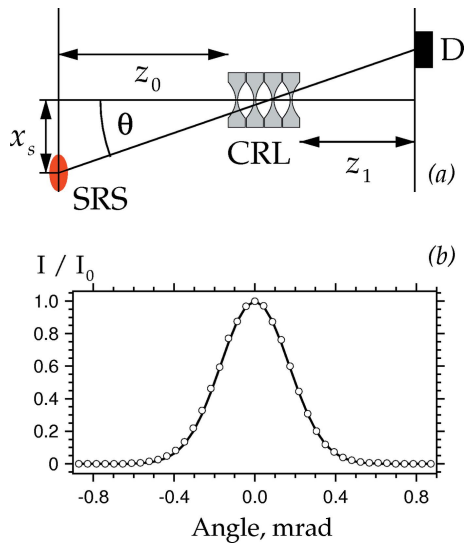 D
z₀
θ
xₛ
CRL
z₁
SRS
(a)
I / I₀
(b)
1.0
0.8
0.6
0.4
0.2
0
-0.8 -0.4 0.0 0.4 0.8
Angle, mrad